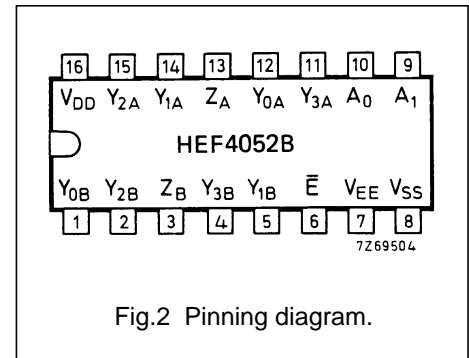 16 15 14 13 12 11 10 9
VDD Y2A Y1A ZA Y0A Y3A A0 A1
HEF4052B
Y0B Y2B ZB Y3B Y1B E̅ VEE VSS
1 2 3 4 5 6 7 8
7Z69504
Fig.2 Pinning diagram.